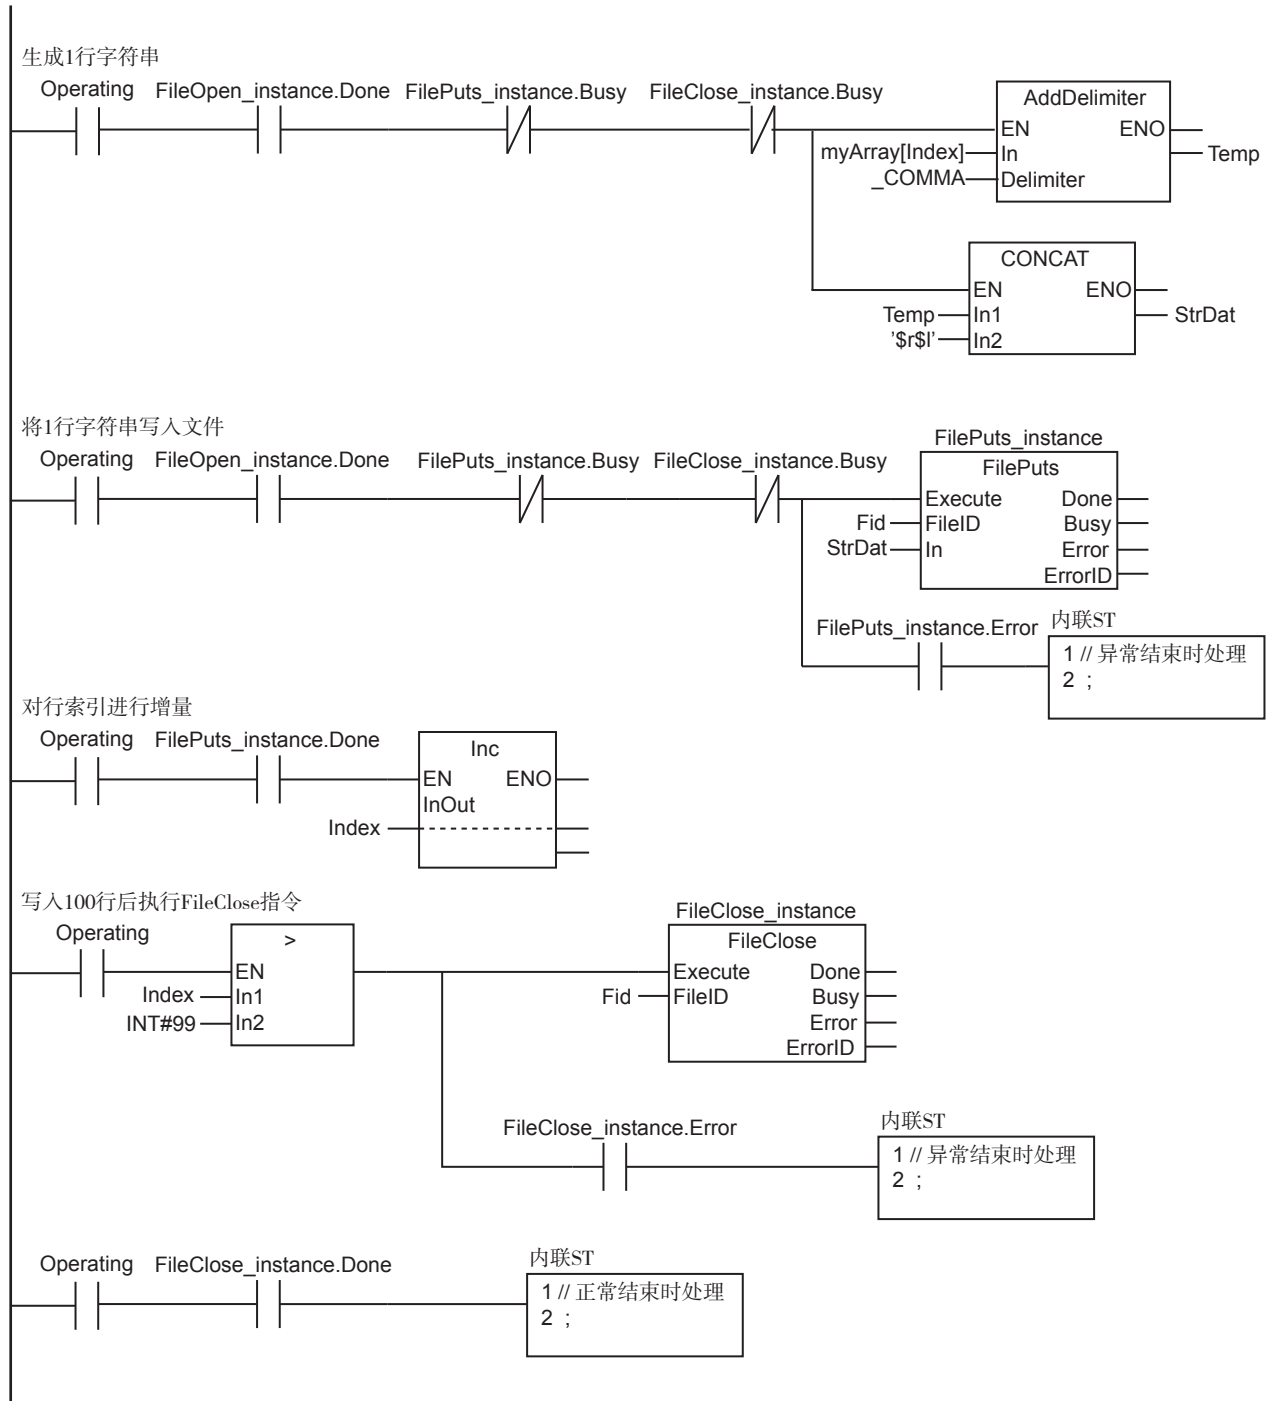 生成1行字符串
Operating FileOpen_instance.Done FilePuts_instance.Busy FileClose_instance.Busy
AddDelimiter
EN ENO
myArray[Index] In Temp
_COMMA Delimiter
CONCAT
EN ENO
Temp In1 StrDat
'$r$l' In2
将1行字符串写入文件
Operating FileOpen_instance.Done FilePuts_instance.Busy FileClose_instance.Busy
FilePuts_instance
FilePuts
Execute Done
Fid FileID Busy
StrDat In Error
ErrorID
FilePuts_instance.Error 内联ST
1 // 异常结束时处理
2 ;
对行索引进行增量
Operating FilePuts_instance.Done
Inc
EN ENO
InOut
Index
写入100行后执行FileClose指令
Operating
>
EN
Index In1
INT#99 In2
FileClose_instance
FileClose
Execute Done
Fid FileID Busy
Error
ErrorID
FileClose_instance.Error 内联ST
1 // 异常结束时处理
2 ;
Operating FileClose_instance.Done 内联ST
1 // 正常结束时处理
2 ;